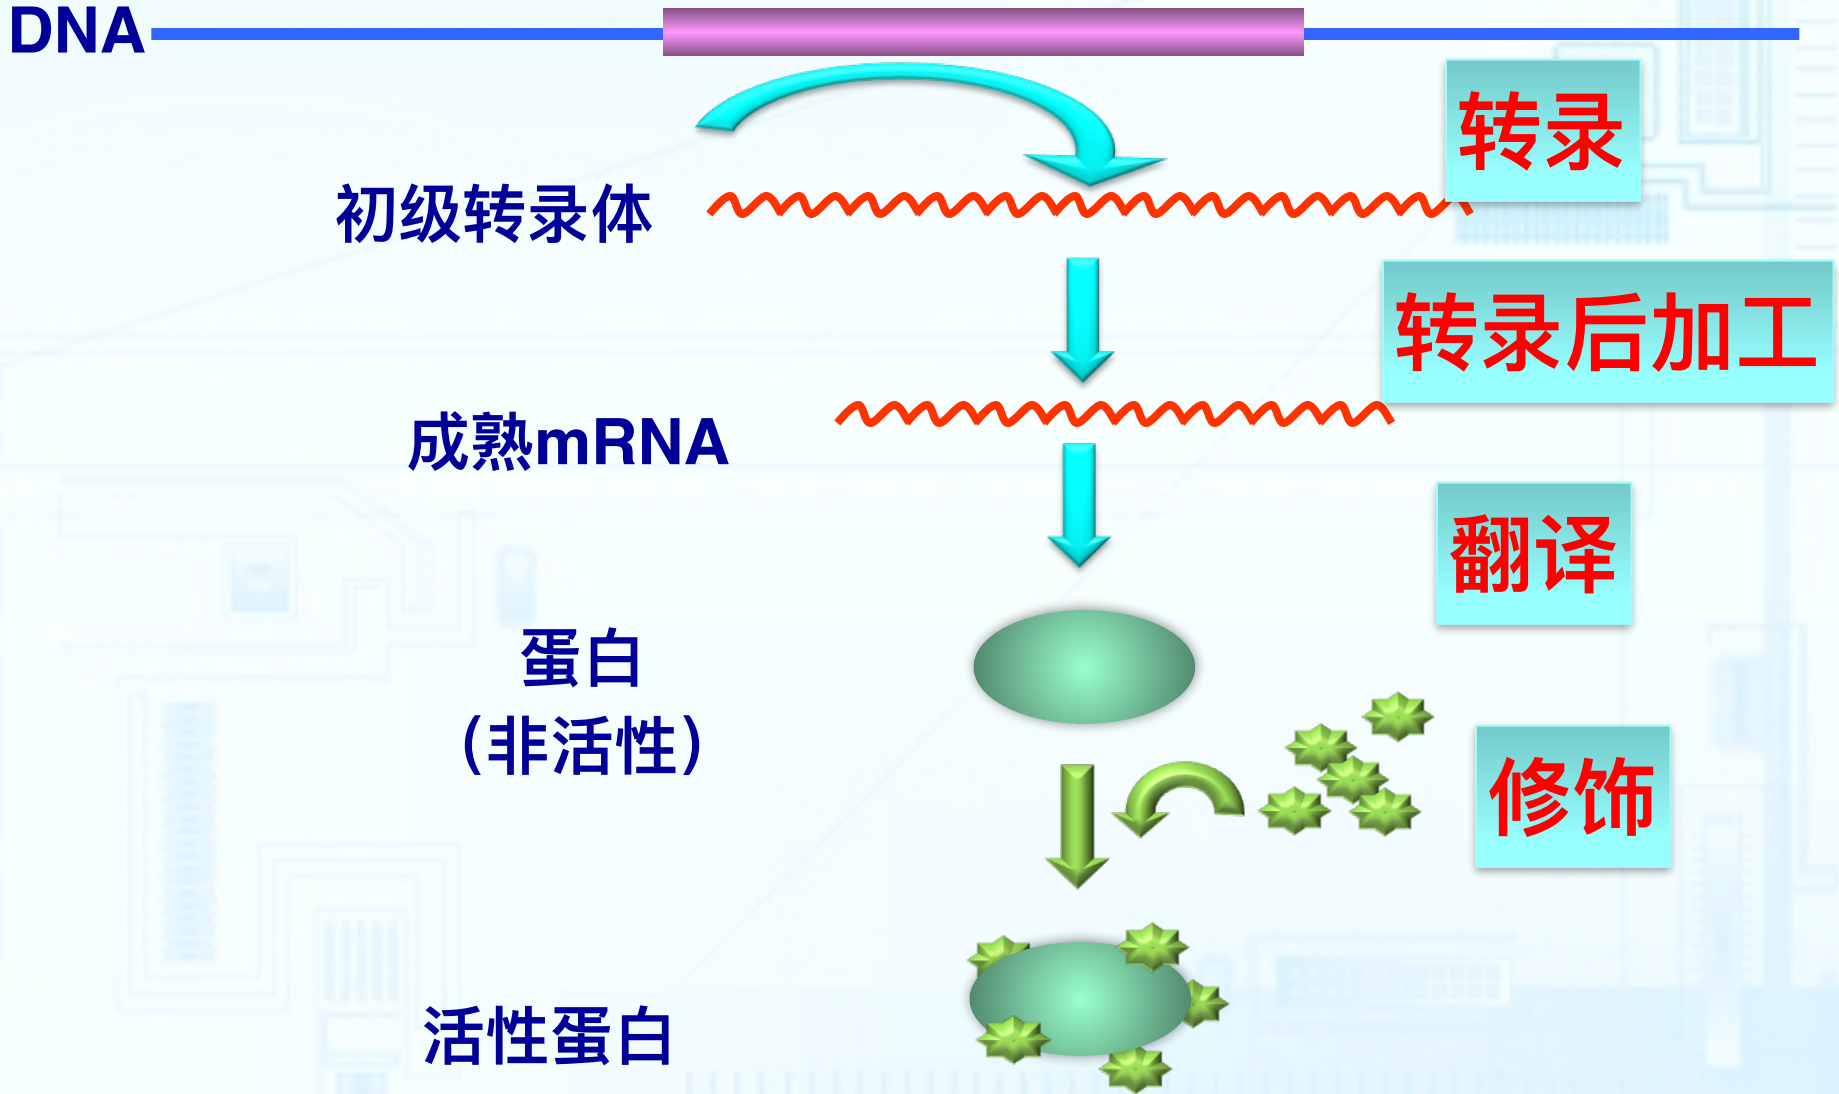 DNA
转录
初级转录体
转录后加工
成熟mRNA
翻译
蛋白
（非活性）
修饰
活性蛋白